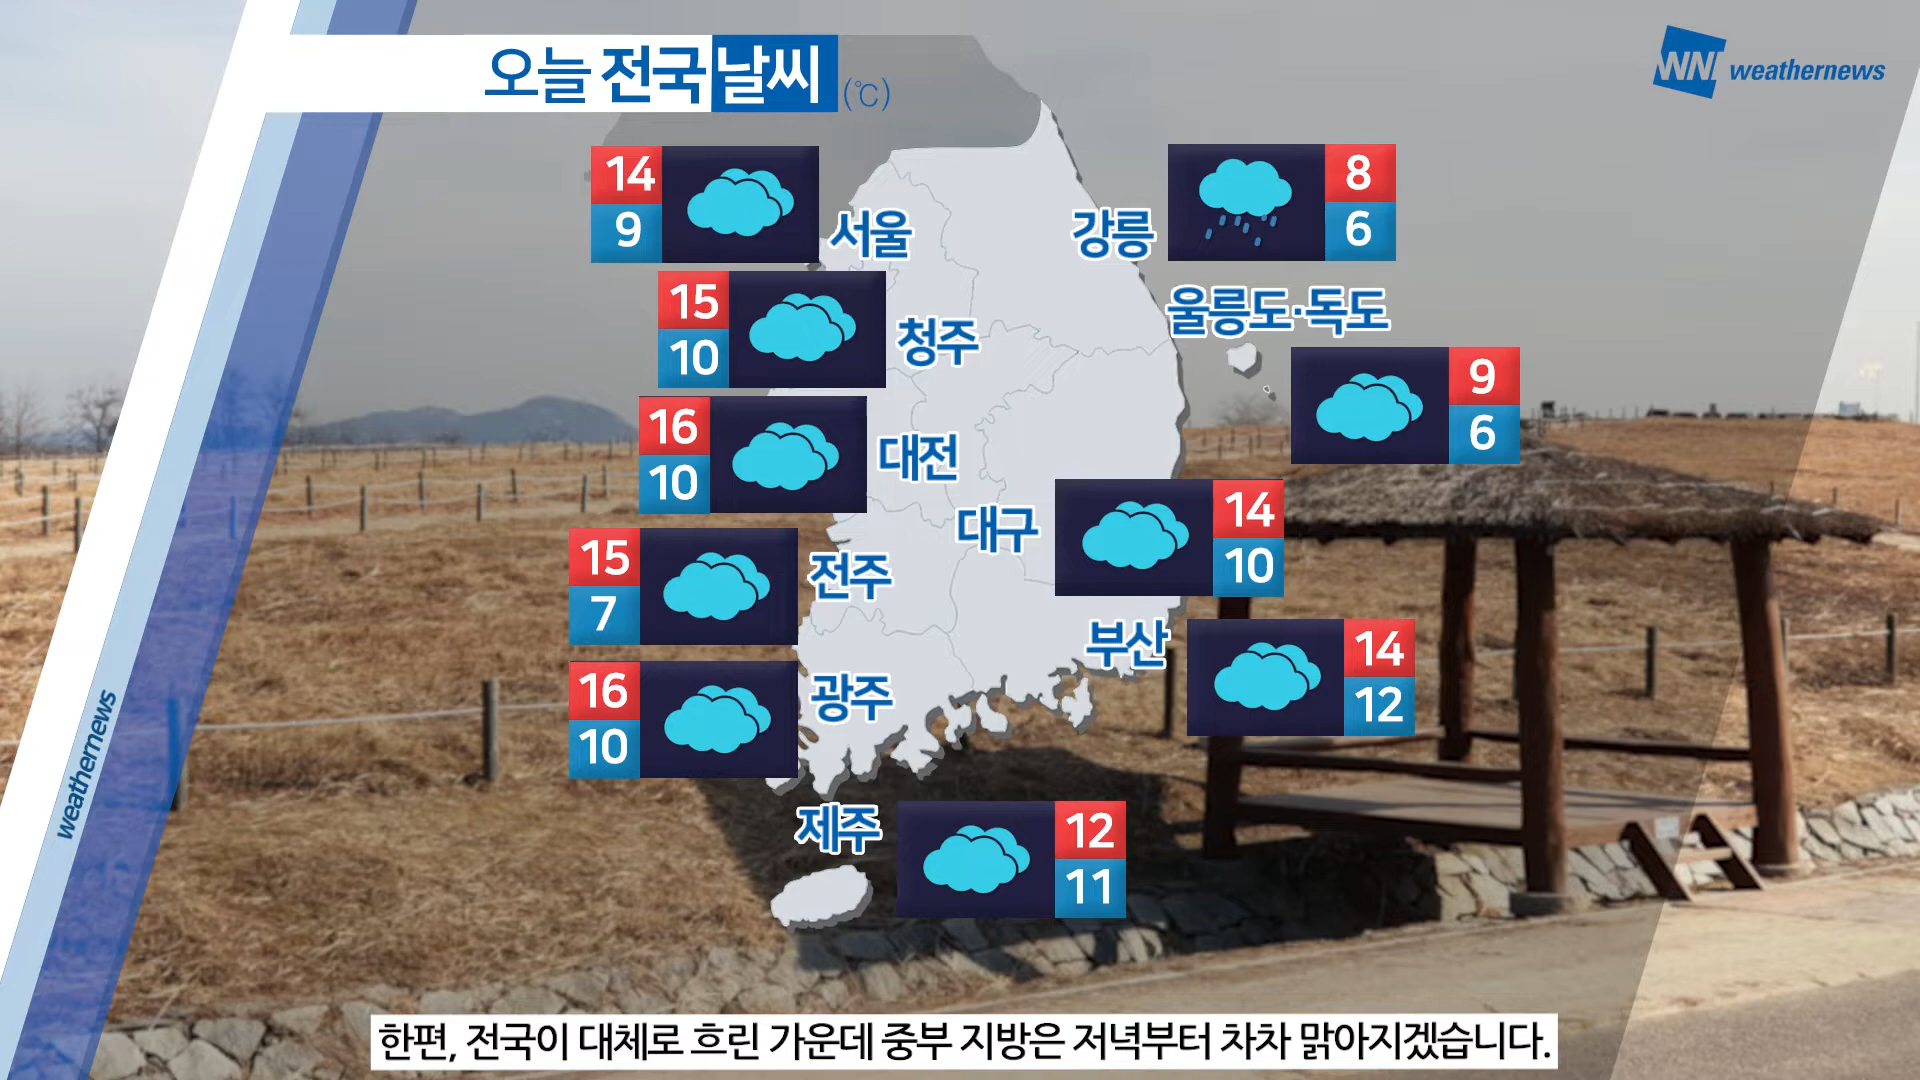 오늘 전국날씨 (℃)
WNI weathernews
14
9
서울
강릉
8
6
15
10
청주
울릉도·독도
9
6
16
10
대전
대구
14
10
15
7
전주
부산
14
12
16
10
광주
제주
12
11
weathernews
한편, 전국이 대체로 흐린 가운데 중부 지방은 저녁부터 차차 맑아지겠습니다.